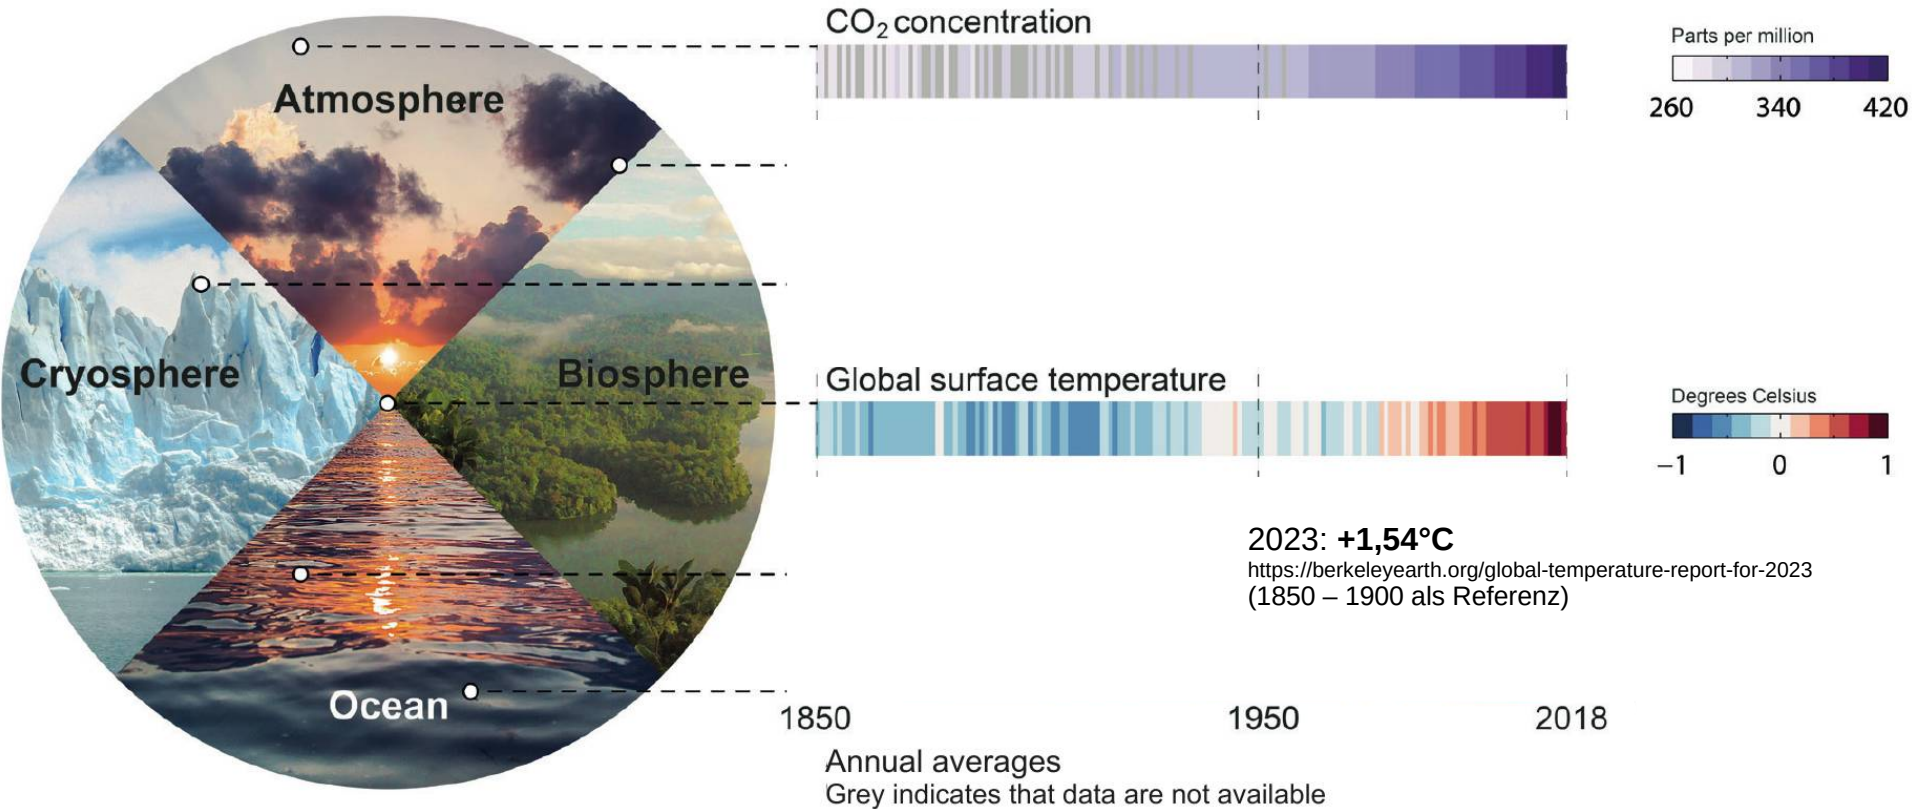 CO₂ concentration
Parts per million
260 340 420
Atmosphere
Cryosphere
Biosphere
Global surface temperature
Degrees Celsius
−1 0 1
2023: +1,54°C
https://berkeleyearth.org/global-temperature-report-for-2023
(1850 – 1900 als Referenz)
Ocean
1850 1950 2018
Annual averages
Grey indicates that data are not available